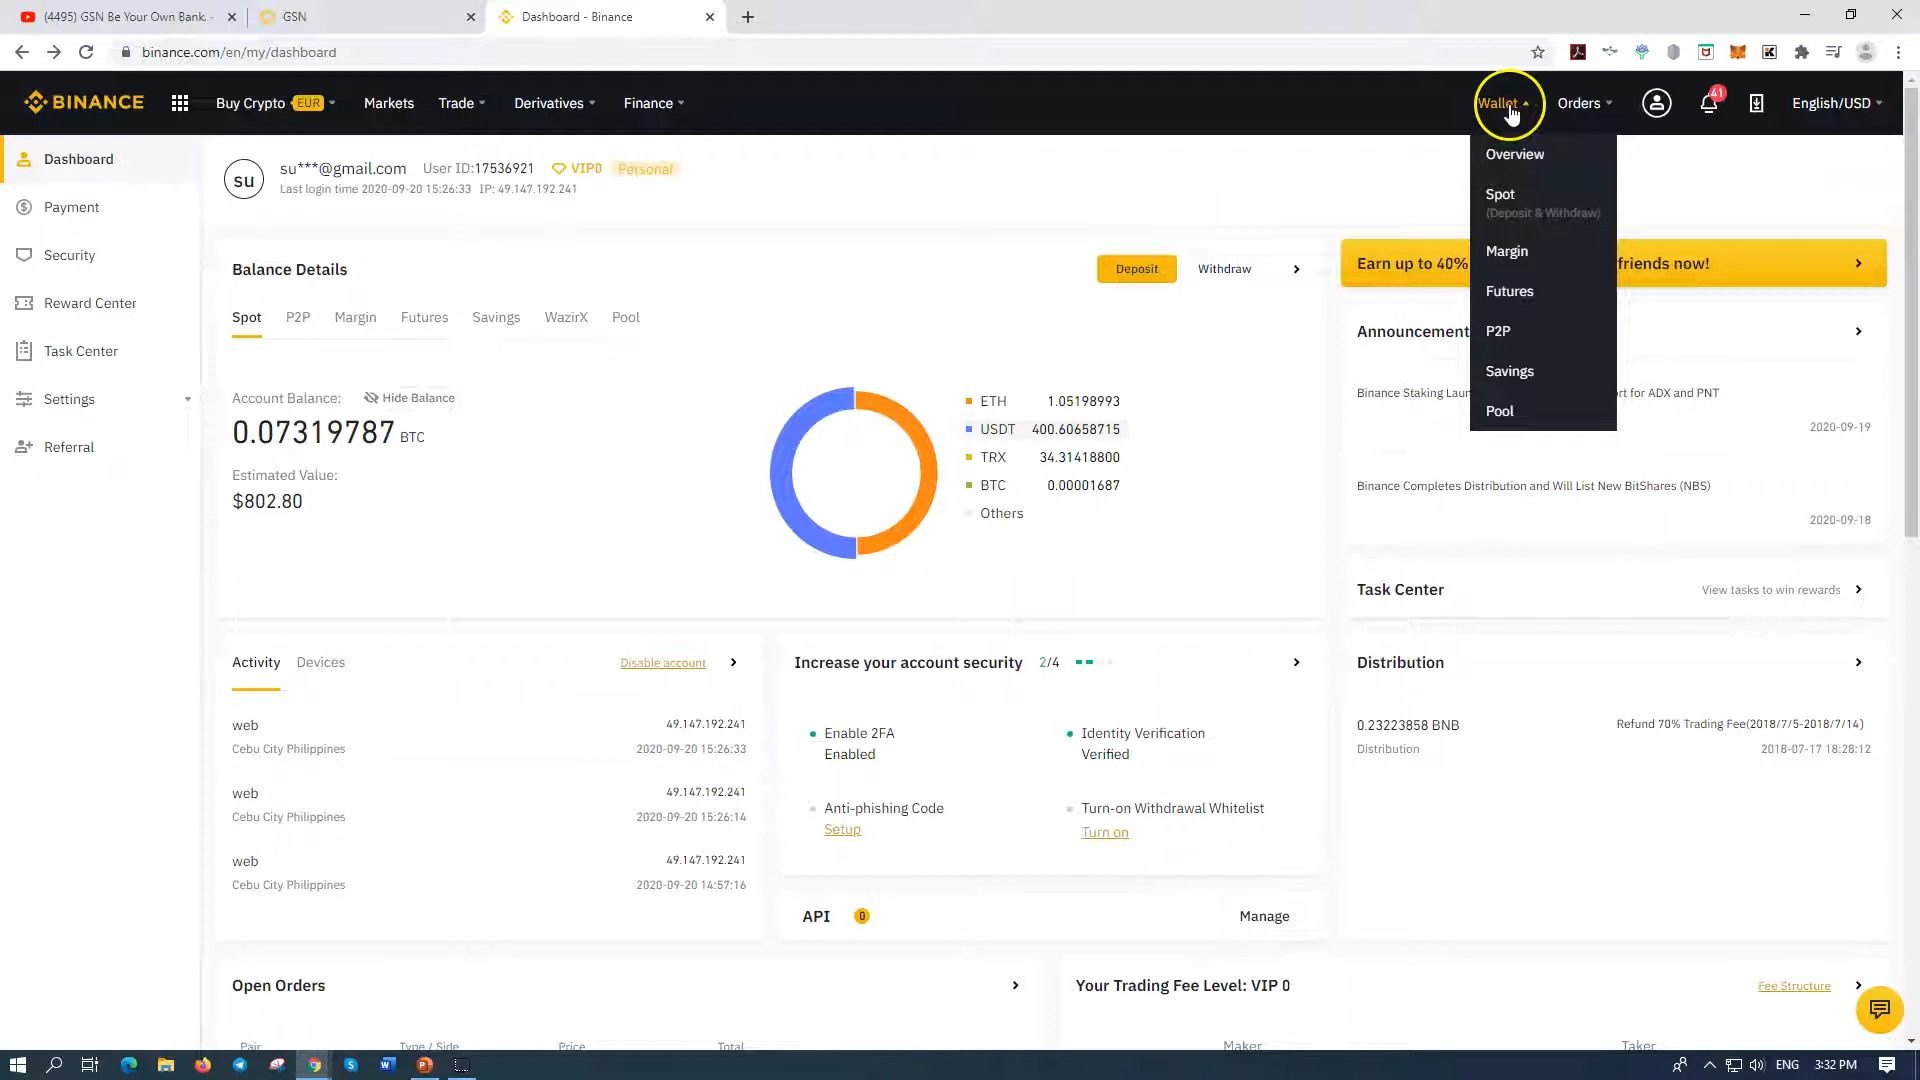 (4495) GSN Be Your Own Bank.
GSN
Dashboard - Binance
binance.com/en/my/dashboard
BINANCE
Buy Crypto EUR
Markets
Trade
Derivatives
Finance
Wallet
Orders
41
English/USD
Overview
Spot
(Deposit & Withdraw)
Margin
Futures
P2P
Savings
Pool
Dashboard
Payment
Security
Reward Center
Task Center
Settings
Referral
su
su***@gmail.com User ID:17536921 VIP0 Personal
Last login time 2020-09-20 15:26:33 IP: 49.147.192.241
Balance Details
Deposit
Withdraw
Spot P2P Margin Futures Savings WazirX Pool
Account Balance: Hide Balance
0.07319787 BTC
Estimated Value:
$802.80
ETH 1.05198993
USDT 400.60658715
TRX 34.31418800
BTC 0.00001687
Others
Earn up to 40% friends now!
Announcement
Binance Staking Laun rt for ADX and PNT
2020-09-19
Binance Completes Distribution and Will List New BitShares (NBS)
2020-09-18
Task Center View tasks to win rewards
Activity Devices Disable account
web 49.147.192.241
Cebu City Philippines 2020-09-20 15:26:33
web 49.147.192.241
Cebu City Philippines 2020-09-20 15:26:14
web 49.147.192.241
Cebu City Philippines 2020-09-20 14:57:16
Increase your account security 2/4
Enable 2FA
Enabled
Identity Verification
Verified
Anti-phishing Code
Setup
Turn-on Withdrawal Whitelist
Turn on
API 0 Manage
Distribution
0.23223858 BNB Refund 70% Trading Fee(2018/7/5-2018/7/14)
Distribution 2018-07-17 18:28:12
Open Orders
Pair Type / Side Price Total
Your Trading Fee Level: VIP 0 Fee Structure
Maker Taker
ENG 3:32 PM